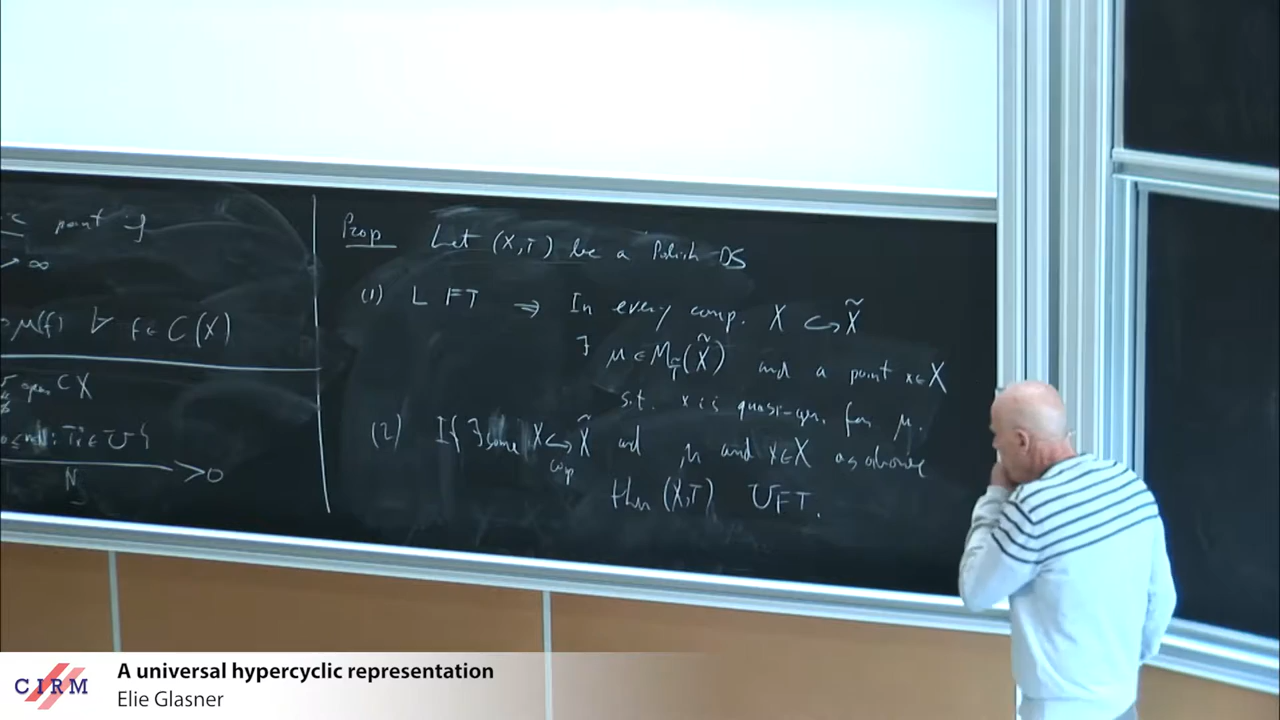 point if
→ ∞
μ(f) ∀ f∈ C(X)
open ⊂ X
N
>0
Prop Let (X,T) be a Polish DS
(1) L FT ⇒ In every comp. X ↪ X̃
∃ μ ∈ M_T̃(X̃) and a point x∈X
s.t. x is quasi-gen. for μ.
(2) If ∃ some X ↪ X̃ and μ and x∈X as above
comp
then (X,T) UFT.
CIRM
A universal hypercyclic representation
Elie Glasner